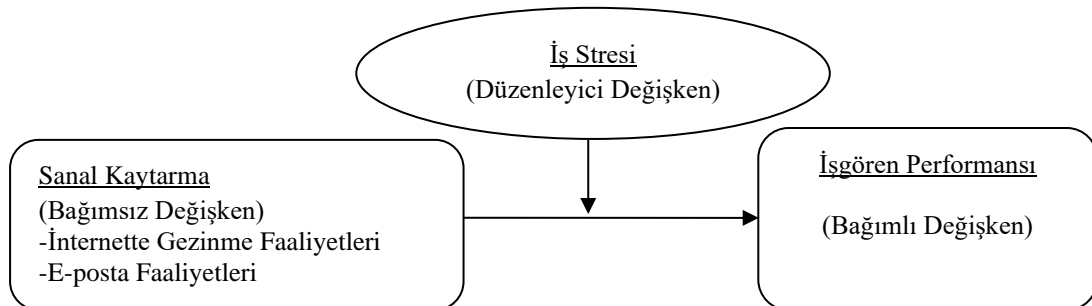 İş Stresi
(Düzenleyici Değişken)
Sanal Kaytarma
(Bağımsız Değişken)
-İnternette Gezinme Faaliyetleri
-E-posta Faaliyetleri
İşgören Performansı
(Bağımlı Değişken)